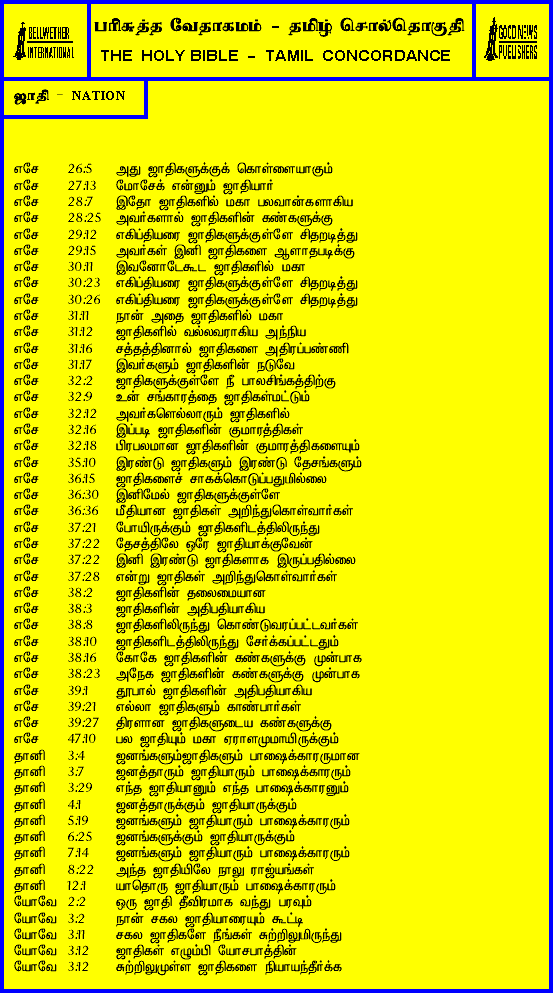 BELLWETHER
INTERNATIONAL
பரிசுத்த வேதாகமம் - தமிழ் சொல்தொகுதி
THE HOLY BIBLE - TAMIL CONCORDANCE
GOOD NEWS
PUBLISHERS
ஜாதி - NATION
எசே 26:5 அது ஜாதிகளுக்குக் கொள்ளையாகும்
எசே 27:13 மோசேக் என்னும் ஜாதியார்
எசே 28:7 இதோ ஜாதிகளில் மகா பலவான்களாகிய
எசே 28:25 அவர்களால் ஜாதிகளின் கண்களுக்கு
எசே 29:12 எகிப்தியரை ஜாதிகளுக்குள்ளே சிதறடித்து
எசே 29:15 அவர்கள் இனி ஜாதிகளை ஆளாதபடிக்கு
எசே 30:11 இவனோடேகூட ஜாதிகளில் மகா
எசே 30:23 எகிப்தியரை ஜாதிகளுக்குள்ளே சிதறடித்து
எசே 30:26 எகிப்தியரை ஜாதிகளுக்குள்ளே சிதறடித்து
எசே 31:11 நான் அதை ஜாதிகளில் மகா
எசே 31:12 ஜாதிகளில் வல்லவராகிய அந்நிய
எசே 31:16 சத்தத்தினால் ஜாதிகளை அதிரப்பண்ணி
எசே 31:17 இவர்களும் ஜாதிகளின் நடுவே
எசே 32:2 ஜாதிகளுக்குள்ளே நீ பாலசிங்கத்திற்கு
எசே 32:9 உன் சங்காரத்தை ஜாதிகள்மட்டும்
எசே 32:12 அவர்களெல்லாரும் ஜாதிகளில்
எசே 32:16 இப்படி ஜாதிகளின் குமாரத்திகள்
எசே 32:18 பிரபலமான ஜாதிகளின் குமாரத்திகளையும்
எசே 35:10 இரண்டு ஜாதிகளும் இரண்டு தேசங்களும்
எசே 36:15 ஜாதிகளைச் சாகக்கொடுப்பதுமில்லை
எசே 36:30 இனிமேல் ஜாதிகளுக்குள்ளே
எசே 36:36 மீதியான ஜாதிகள் அறிந்துகொள்வார்கள்
எசே 37:21 போயிருக்கும் ஜாதிகளிடத்திலிருந்து
எசே 37:22 தேசத்திலே ஒரே ஜாதியாக்குவேன்
எசே 37:22 இனி இரண்டு ஜாதிகளாக இருப்பதில்லை
எசே 37:28 என்று ஜாதிகள் அறிந்துகொள்வார்கள்
எசே 38:2 ஜாதிகளின் தலைமையான
எசே 38:3 ஜாதிகளின் அதிபதியாகிய
எசே 38:8 ஜாதிகளிலிருந்து கொண்டுவரப்பட்டவர்கள்
எசே 38:10 ஜாதிகளிடத்திலிருந்து சேர்க்கப்பட்டதும்
எசே 38:16 கோகே ஜாதிகளின் கண்களுக்கு முன்பாக
எசே 38:23 அநேக ஜாதிகளின் கண்களுக்கு முன்பாக
எசே 39:1 தூபால் ஜாதிகளின் அதிபதியாகிய
எசே 39:21 எல்லா ஜாதிகளும் காண்பார்கள்
எசே 39:27 திரளான ஜாதிகளுடைய கண்களுக்கு
எசே 47:10 பல ஜாதியும் மகா ஏராளமுமாயிருக்கும்
தானி 3:4 ஜனங்களும்ஜாதிகளும் பாஷைக்காரருமான
தானி 3:7 ஜனத்தாரும் ஜாதியாரும் பாஷைக்காரரும்
தானி 3:29 எந்த ஜாதியானும் எந்த பாஷைக்காரனும்
தானி 4:1 ஜனத்தாருக்கும் ஜாதியாருக்கும்
தானி 5:19 ஜனங்களும் ஜாதியாரும் பாஷைக்காரரும்
தானி 6:25 ஜனங்களுக்கும் ஜாதியாருக்கும்
தானி 7:14 ஜனங்களும் ஜாதியாரும் பாஷைக்காரரும்
தானி 8:22 அந்த ஜாதியிலே நாலு ராஜ்யங்கள்
தானி 12:1 யாதொரு ஜாதியாரும் பாஷைக்காரரும்
யோவே 2:2 ஒரு ஜாதி தீவிரமாக வந்து பரவும்
யோவே 3:2 நான் சகல ஜாதியாரையும் கூட்டி
யோவே 3:11 சகல ஜாதிகளே நீங்கள் சுற்றிலுமிருந்து
யோவே 3:12 ஜாதிகள் எழும்பி யோசபாத்தின்
யோவே 3:12 சுற்றிலுமுள்ள ஜாதிகளை நியாயந்தீர்க்க